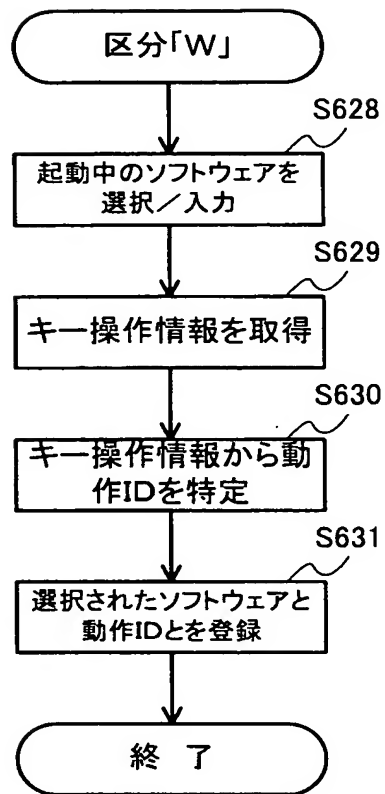 区分「W」
S628
起動中のソフトウェアを
選択／入力
S629
キー操作情報を取得
S630
キー操作情報から動
作IDを特定
S631
選択されたソフトウェアと
動作IDとを登録
終 了